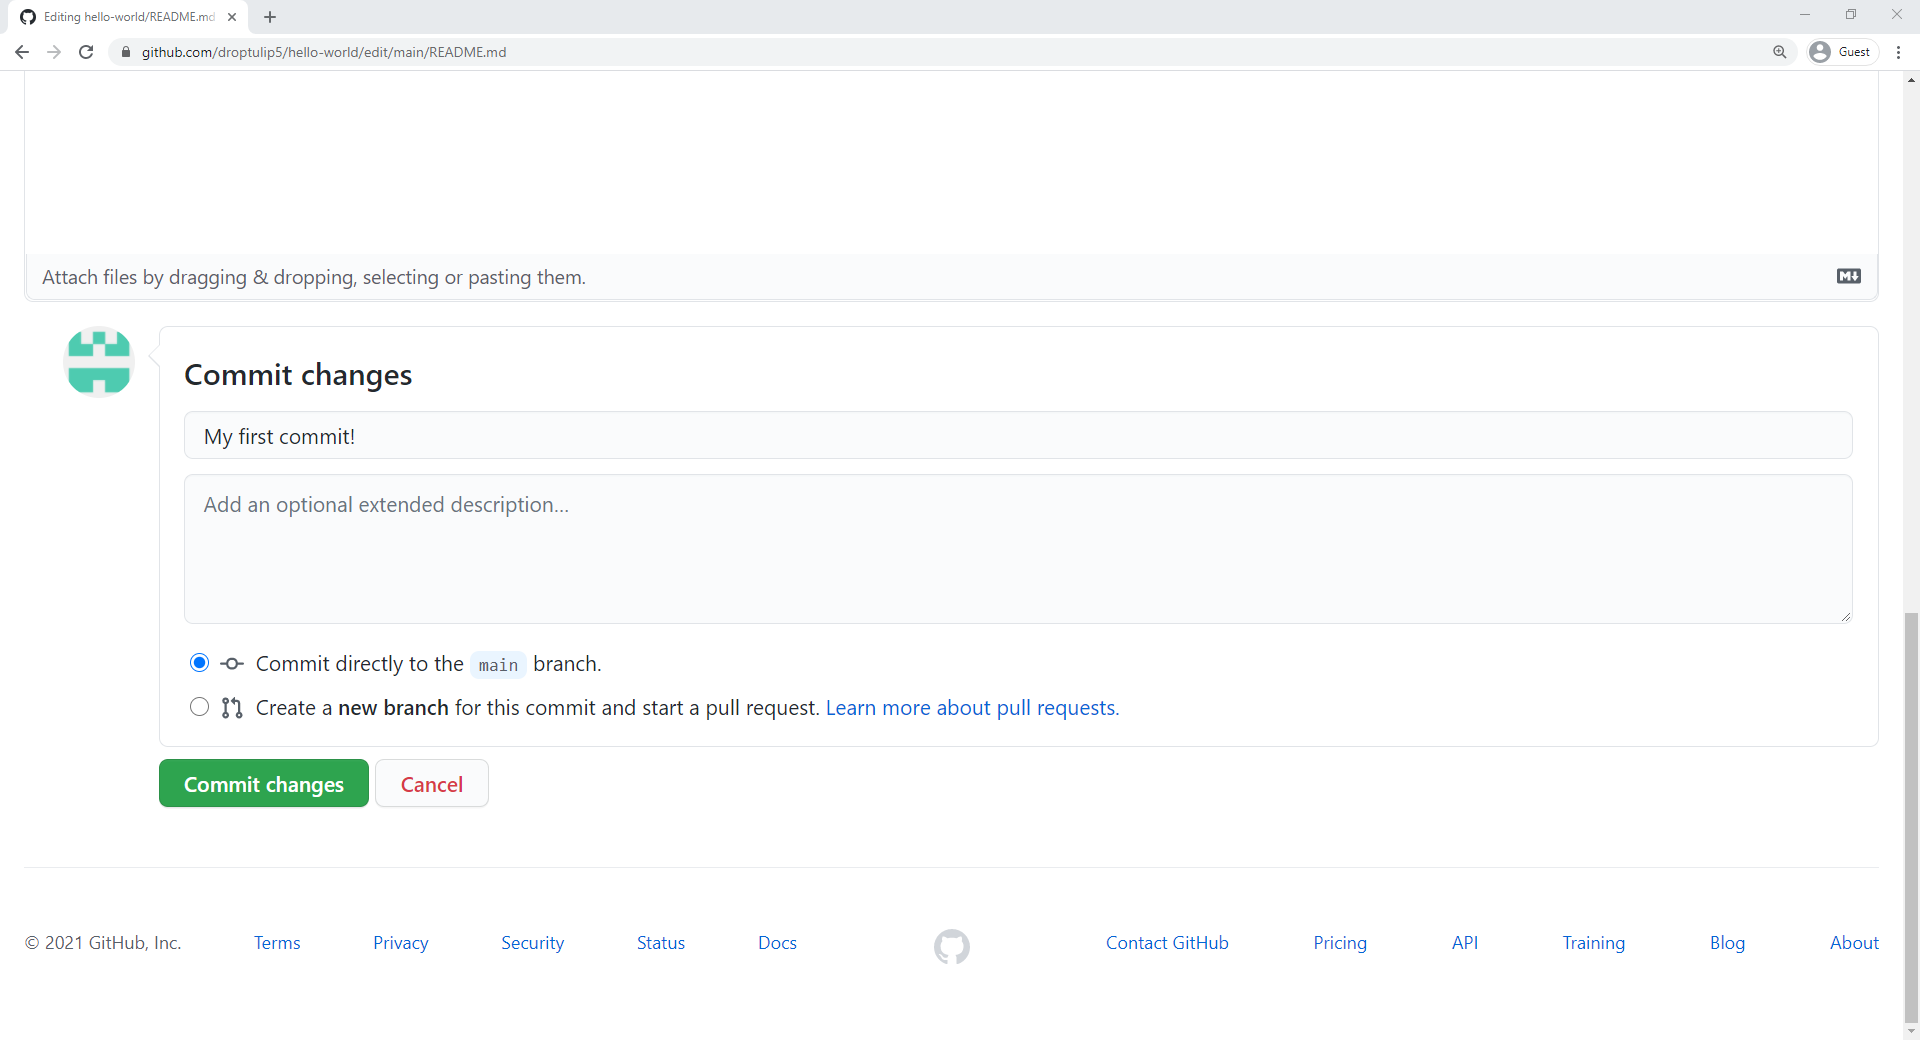 Editing hello-world/README.md
github.com/droptulip5/hello-world/edit/main/README.md
Guest
Attach files by dragging & dropping, selecting or pasting them.
M
Commit changes
My first commit!
Add an optional extended description...
Commit directly to the main branch.
Create a new branch for this commit and start a pull request. Learn more about pull requests.
Commit changes Cancel
© 2021 GitHub, Inc. Terms Privacy Security Status Docs Contact GitHub Pricing API Training Blog About